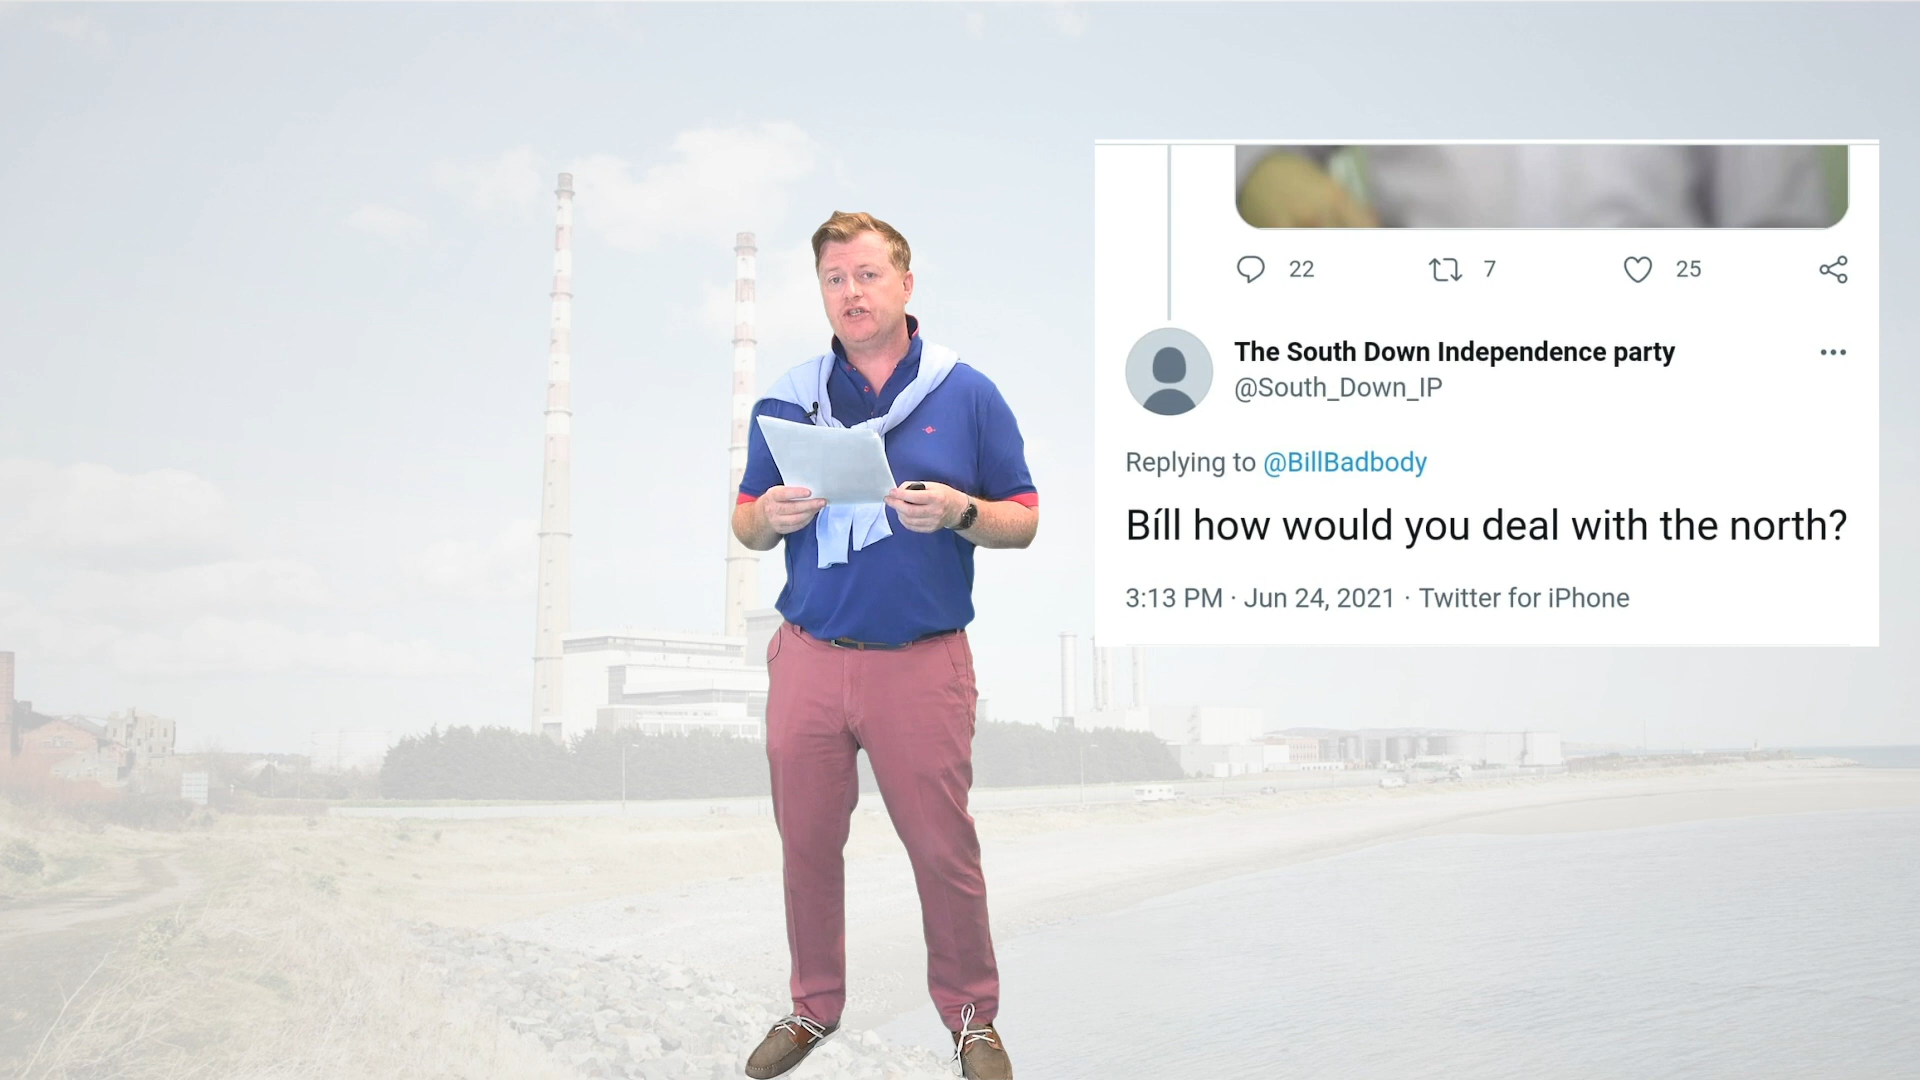 22 7 25
The South Down Independence party
@South_Down_IP
Replying to @BillBadbody
Bíll how would you deal with the north?
3:13 PM · Jun 24, 2021 · Twitter for iPhone